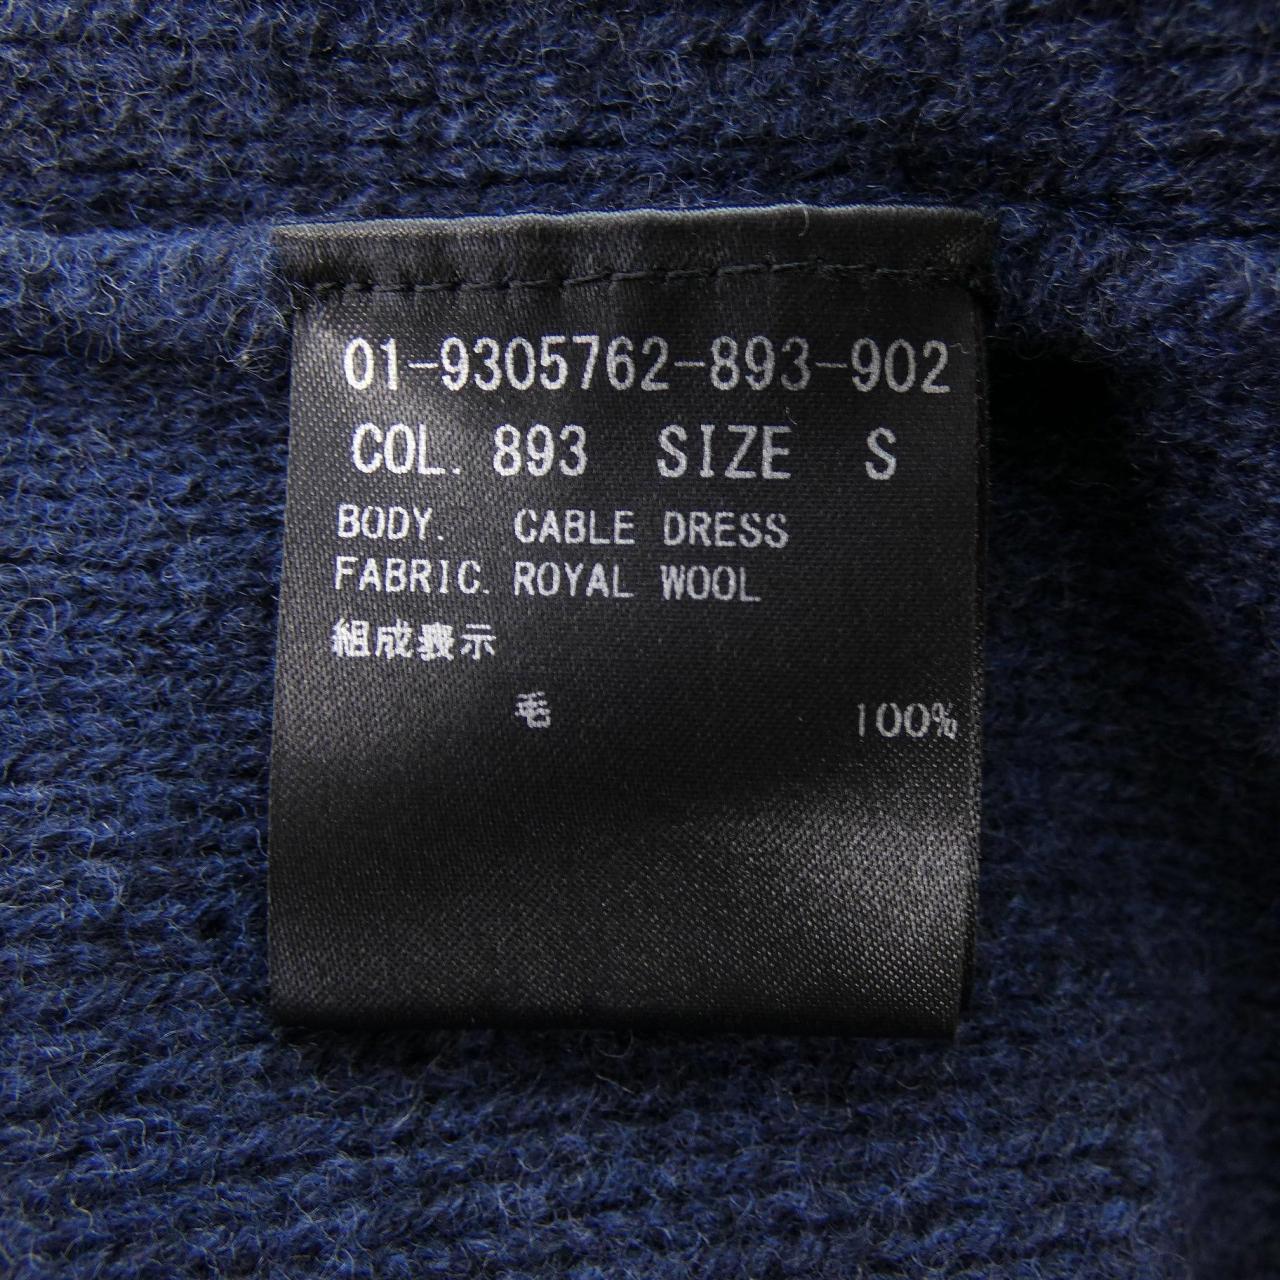 01-9305762-893-902
COL. 893 SIZE S
BODY. CABLE DRESS
FABRIC. ROYAL WOOL
組成表示
毛 100%